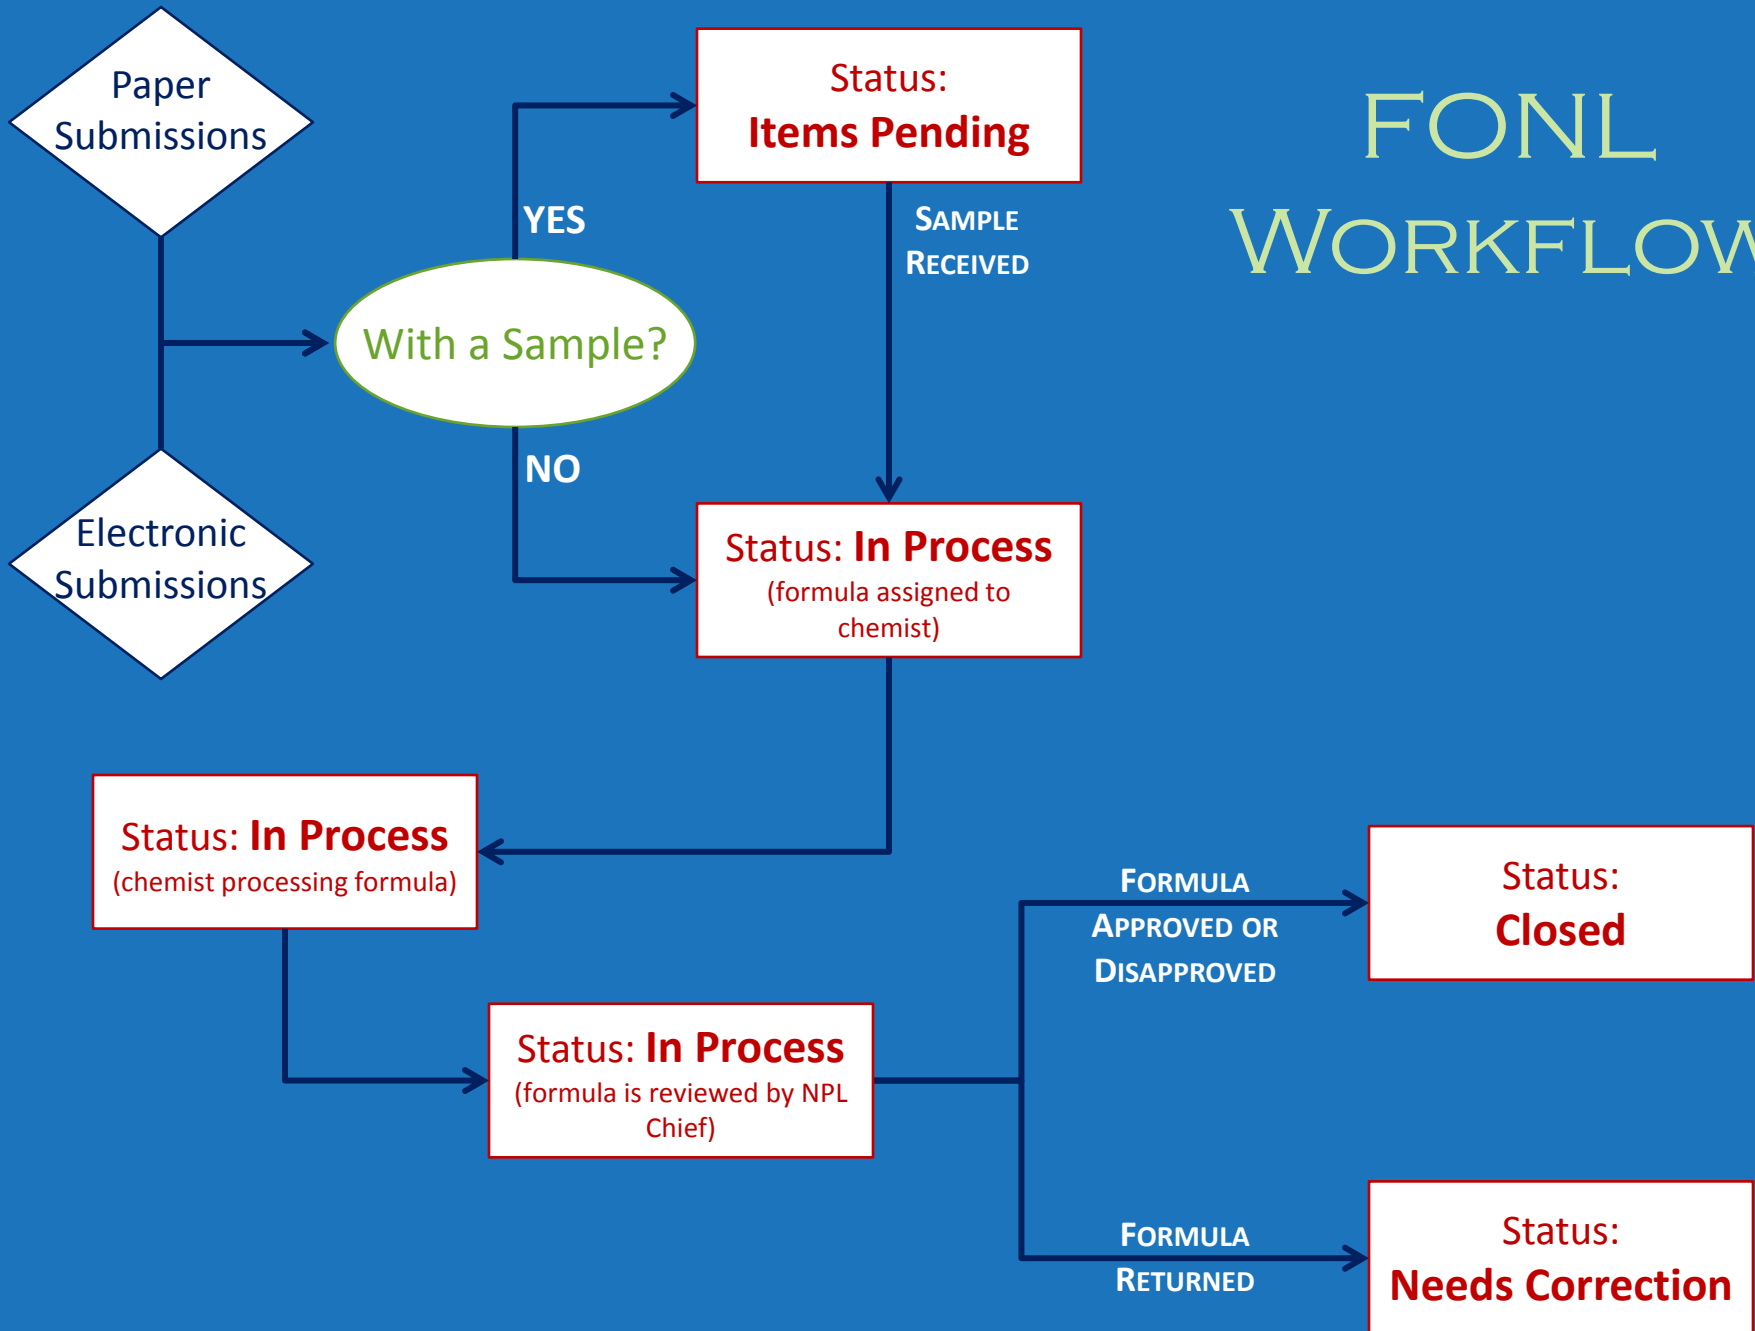 FONL
WORKFLOW
Paper
Submissions
Electronic
Submissions
With a Sample?
YES
NO
Status:
Items Pending
SAMPLE
RECEIVED
Status: In Process
(formula assigned to
chemist)
Status: In Process
(chemist processing formula)
Status: In Process
(formula is reviewed by NPL
Chief)
FORMULA
APPROVED OR
DISAPPROVED
Status:
Closed
FORMULA
RETURNED
Status:
Needs Correction